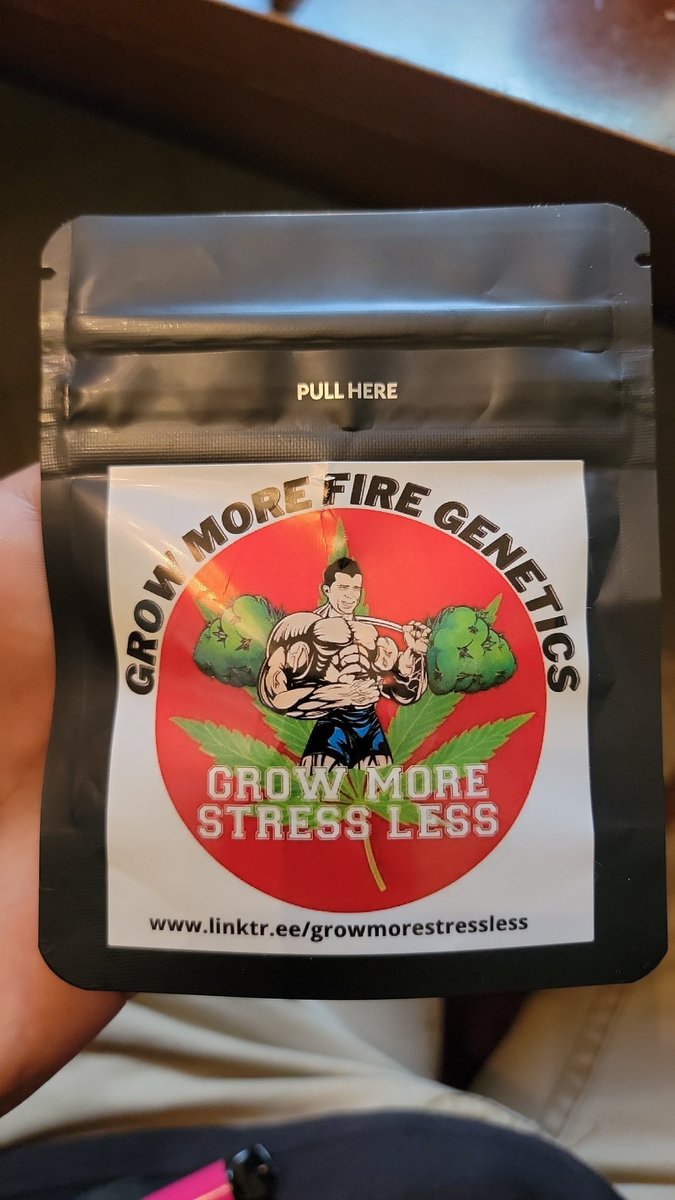 PULL HERE
GROW MORE FIRE GENETICS
GROW MORE
STRESS LESS
www.linktr.ee/growmorestressless